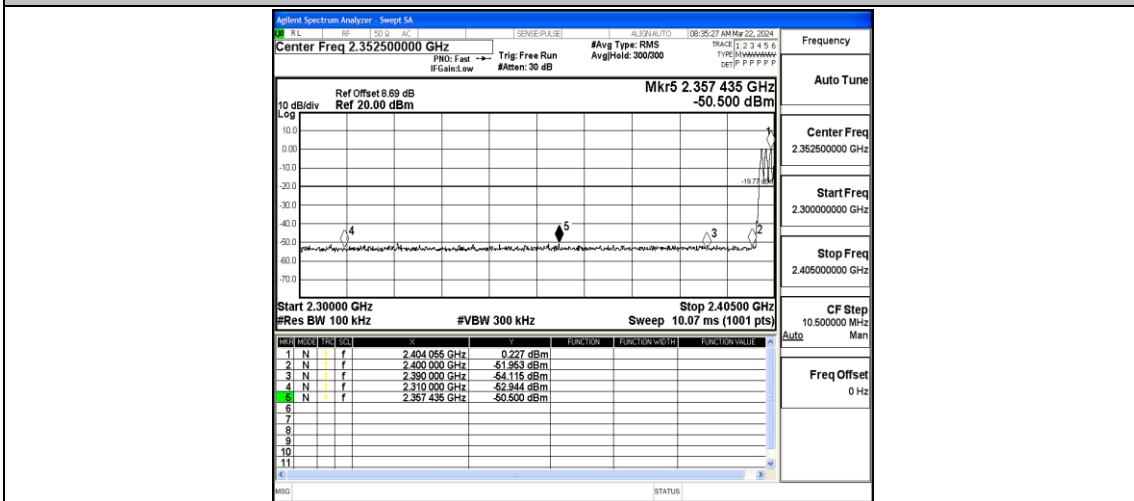 Agilent Spectrum Analyzer - Swept SA
RL RF 50 Ω AC SENSE:PULSE ALIGNAUTO 08:35:27 AM Mar 22, 2024
Center Freq 2.352500000 GHz
PNO: Fast
IFGain:Low
Trig: Free Run
#Atten: 30 dB
#Avg Type: RMS
Avg|Hold: 300/300
TRACE 1 2 3 4 5 6
TYPE MWWWWW
DET P P P P P P
Frequency
Auto Tune
Ref Offset 8.69 dB
Mkr5 2.357 435 GHz
10 dB/div Ref 20.00 dBm
-50.500 dBm
Log
10.0
0.00
-10.0
-20.0
-30.0
-40.0
-50.0
-60.0
-70.0
1
-19.77 dBm
4
5
3
2
Start 2.30000 GHz
Stop 2.40500 GHz
#Res BW 100 kHz
#VBW 300 kHz
Sweep 10.07 ms (1001 pts)
Center Freq
2.352500000 GHz
Start Freq
2.300000000 GHz
Stop Freq
2.405000000 GHz
CF Step
10.500000 MHz
Auto Man
Freq Offset
0 Hz
MKR MODE TRC SCL X Y FUNCTION FUNCTION WIDTH FUNCTION VALUE
1 N 1 f 2.404 055 GHz 0.227 dBm
2 N 1 f 2.400 000 GHz -51.953 dBm
3 N 1 f 2.390 000 GHz -54.115 dBm
4 N 1 f 2.310 000 GHz -52.944 dBm
5 N 1 f 2.357 435 GHz -50.500 dBm
6
7
8
9
10
11
MSG STATUS